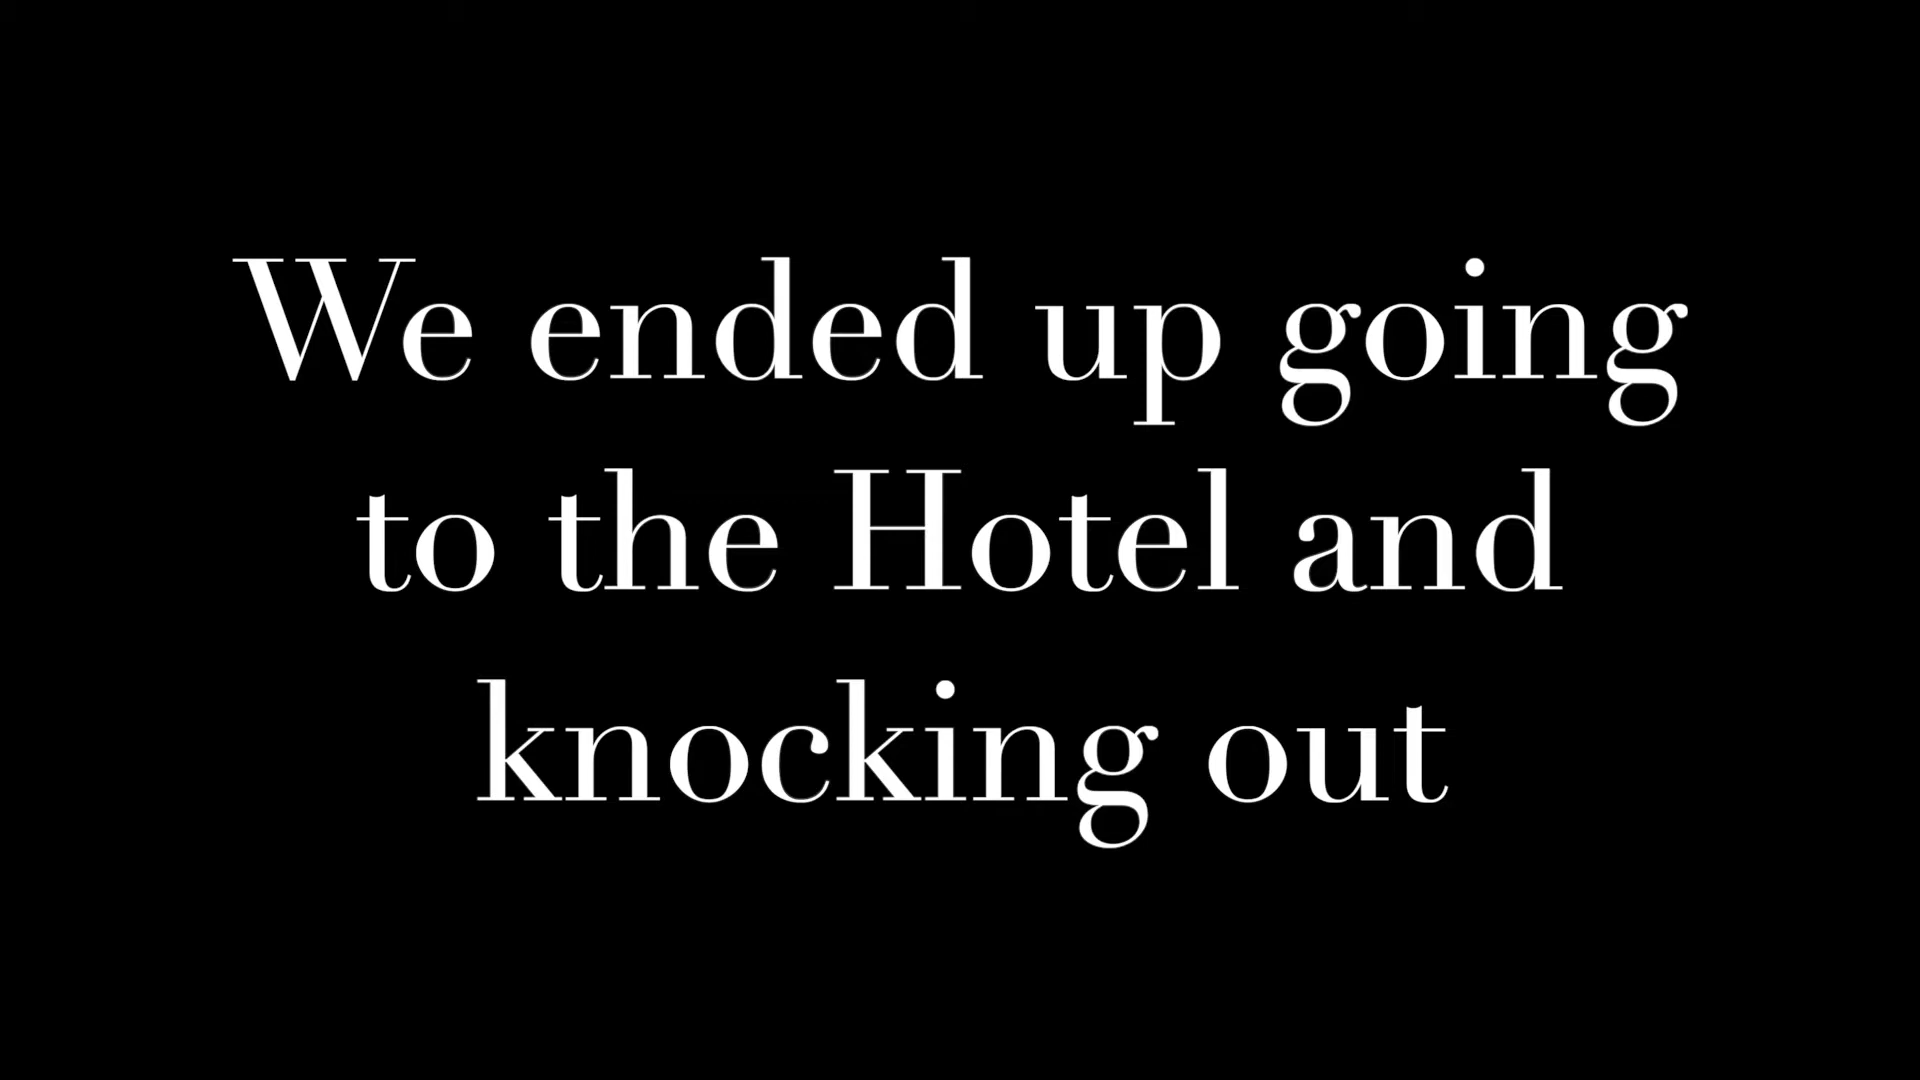 We ended up going
to the Hotel and
knocking out